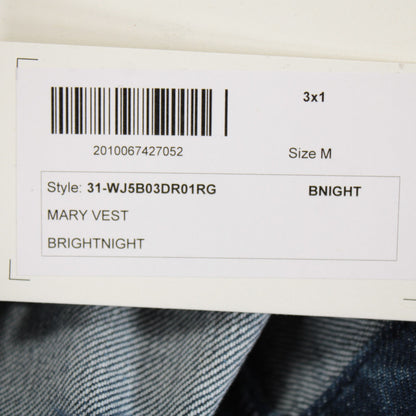 3x1
2010067427052
Size M
Style: 31-WJ5B03DR01RG BNIGHT
MARY VEST
BRIGHTNIGHT